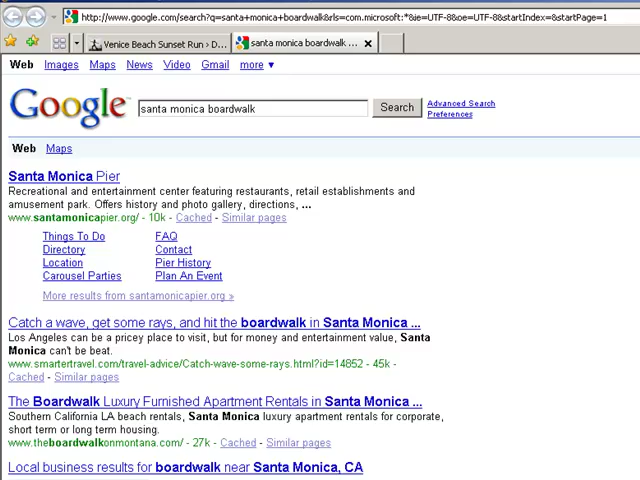 http://www.google.com/search?q=santa+monica+boardwalk&rls=com.microsoft:*&ie=UTF-8&oe=UTF-8&startIndex=&startPage=1
Venice Beach Sunset Run › D... santa monica boardwalk ...
Web Images Maps News Video Gmail more ▼
Google™ santa monica boardwalk Search Advanced Search
Preferences
Web Maps
Santa Monica Pier
Recreational and entertainment center featuring restaurants, retail establishments and
amusement park. Offers history and photo gallery, directions, ...
www.santamonicapier.org/ - 10k - Cached - Similar pages
Things To Do FAQ
Directory Contact
Location Pier History
Carousel Parties Plan An Event
More results from santamonicapier.org »
Catch a wave, get some rays, and hit the boardwalk in Santa Monica ...
Los Angeles can be a pricey place to visit, but for money and entertainment value, Santa
Monica can't be beat.
www.smartertravel.com/travel-advice/Catch-wave-some-rays.html?id=14852 - 45k -
Cached - Similar pages
The Boardwalk Luxury Furnished Apartment Rentals in Santa Monica ...
Southern California LA beach rentals, Santa Monica luxury apartment rentals for corporate,
short term or long term housing.
www.theboardwalkonmontana.com/ - 27k - Cached - Similar pages
Local business results for boardwalk near Santa Monica, CA